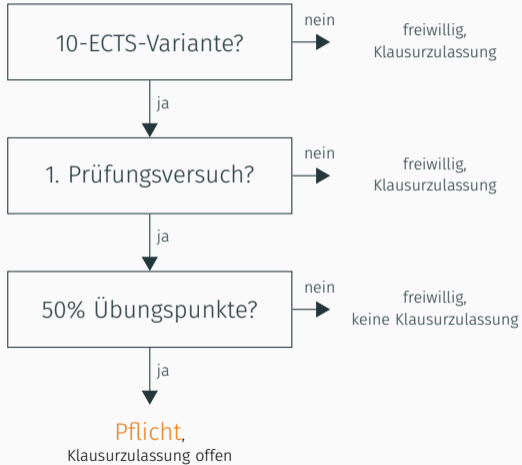 10-ECTS-Variante?
nein
freiwillig,
Klausurzulassung
ja
1. Prüfungsversuch?
nein
freiwillig,
Klausurzulassung
ja
50% Übungspunkte?
nein
freiwillig,
keine Klausurzulassung
ja
Pflicht,
Klausurzulassung offen